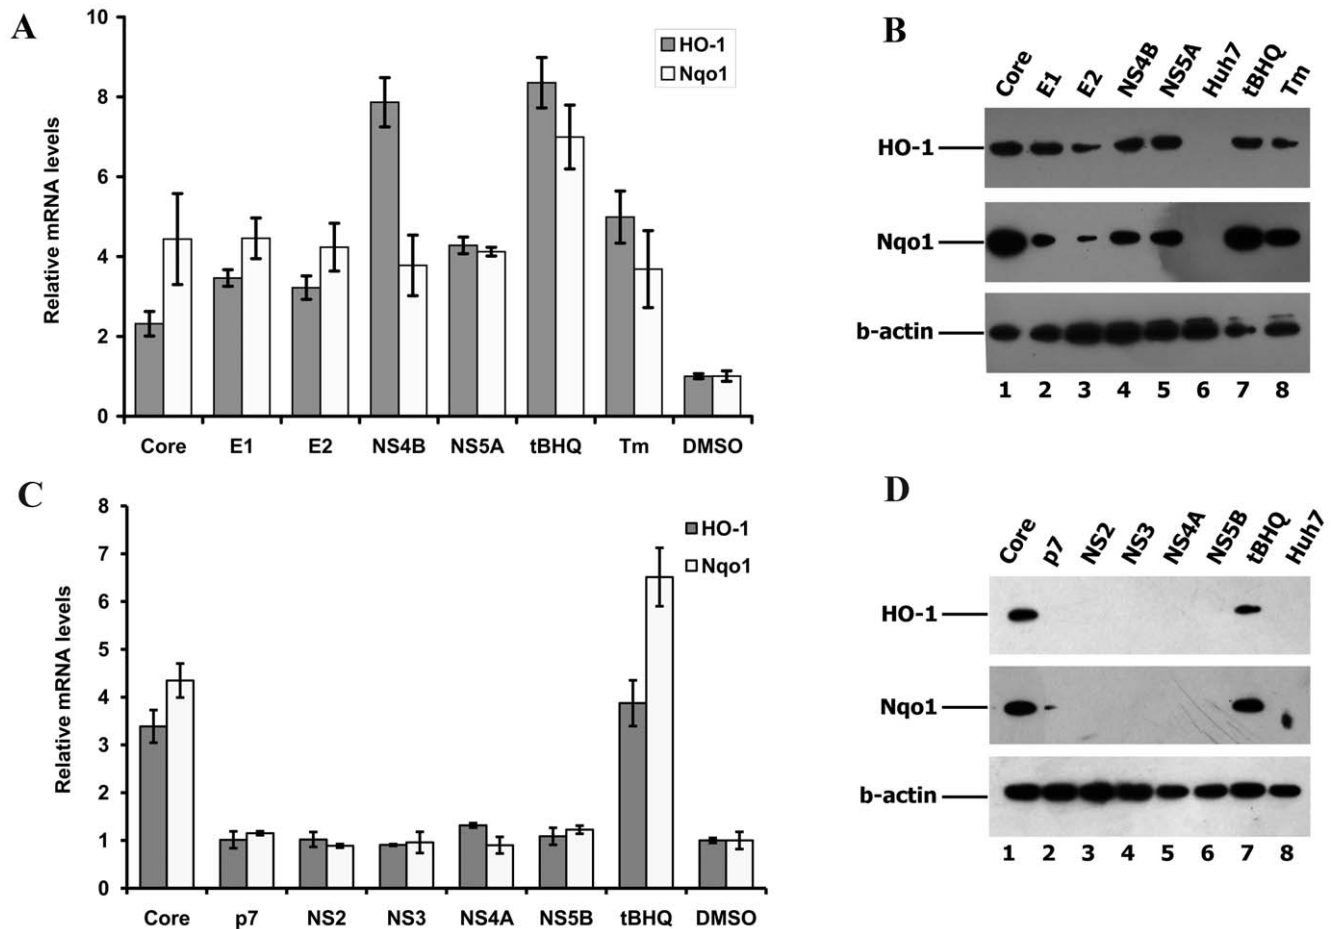 A
10
8
6
4
2
0
Relative mRNA levels
HO-1
Nqo1
Core E1 E2 NS4B NS5A tBHQ Tm DMSO
B
Core E1 E2 NS4B NS5A Huh7 tBHQ Tm
HO-1
Nqo1
b-actin
1 2 3 4 5 6 7 8
C
8
7
6
5
4
3
2
1
0
Relative mRNA levels
HO-1
Nqo1
Core p7 NS2 NS3 NS4A NS5B tBHQ DMSO
D
Core p7 NS2 NS3 NS4A NS5B tBHQ Huh7
HO-1
Nqo1
b-actin
1 2 3 4 5 6 7 8